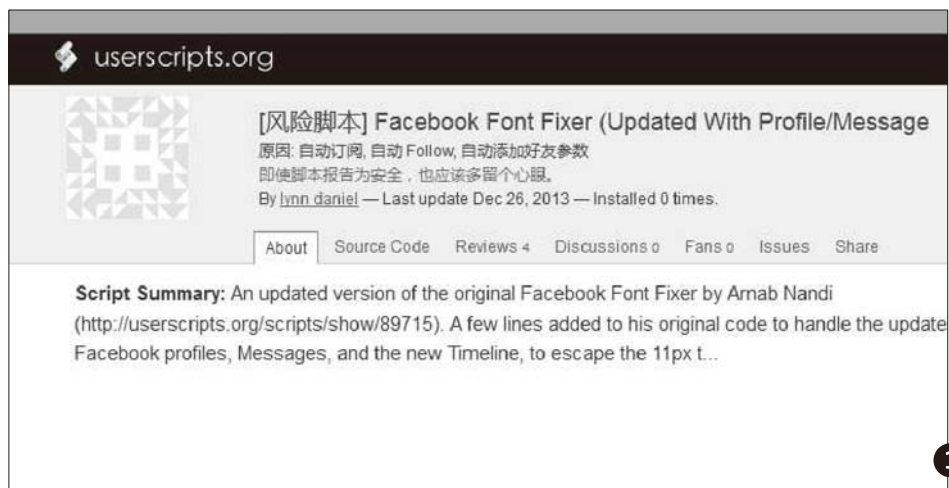 userscripts.org
[风险脚本] Facebook Font Fixer (Updated With Profile/Message
原因: 自动订阅, 自动 Follow, 自动添加好友参数
即使脚本报告为安全，也应该多留个心眼。
By lynn daniel — Last update Dec 26, 2013 — Installed 0 times.
About Source Code Reviews 4 Discussions 0 Fans 0 Issues Share
Script Summary: An updated version of the original Facebook Font Fixer by Arnab Nandi
(http://userscripts.org/scripts/show/89715). A few lines added to his original code to handle the update
Facebook profiles, Messages, and the new Timeline, to escape the 11px t...